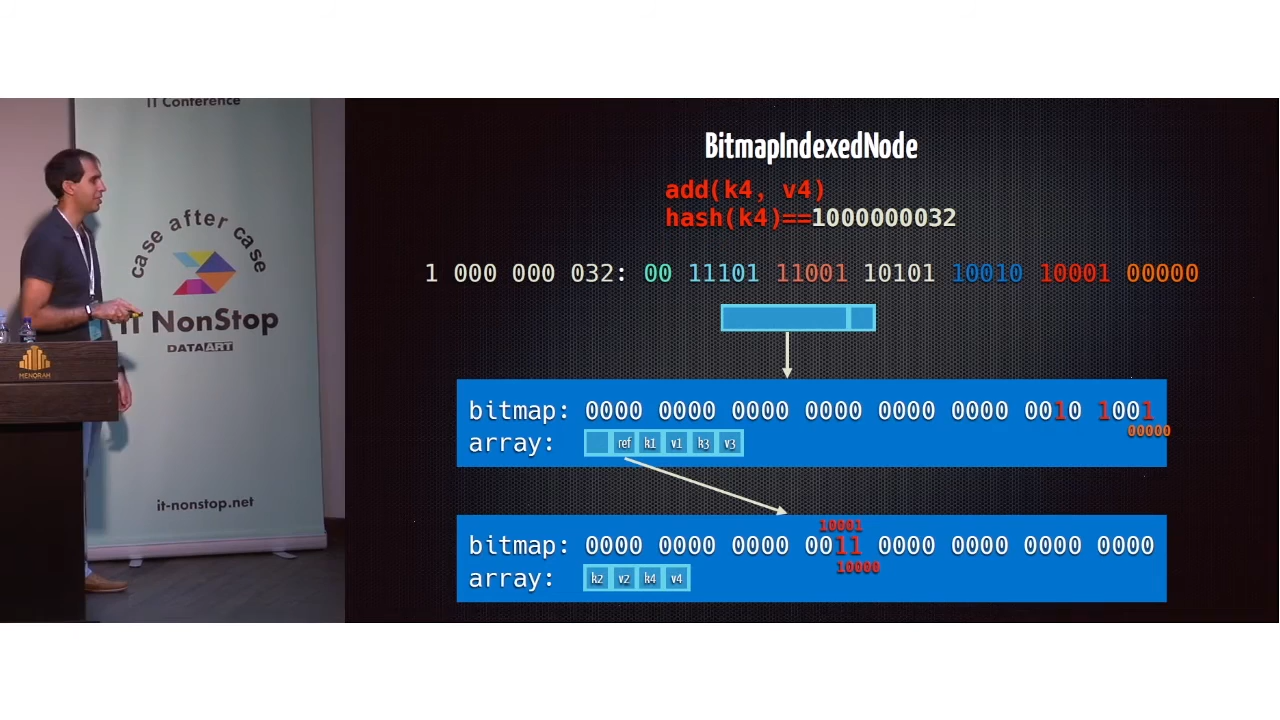 IT Conference
case after case
IT NonStop
DATAART
it-nonstop.net
MENORAH
BitmapIndexedNode
add(k4, v4)
hash(k4)==1000000032
1 000 000 032: 00 11101 11001 10101 10010 10001 00000
bitmap: 0000 0000 0000 0000 0000 0000 0010 1001
00000
array: ref k1 v1 k3 v3
10001
bitmap: 0000 0000 0000 0011 0000 0000 0000 0000
10000
array: k2 v2 k4 v4